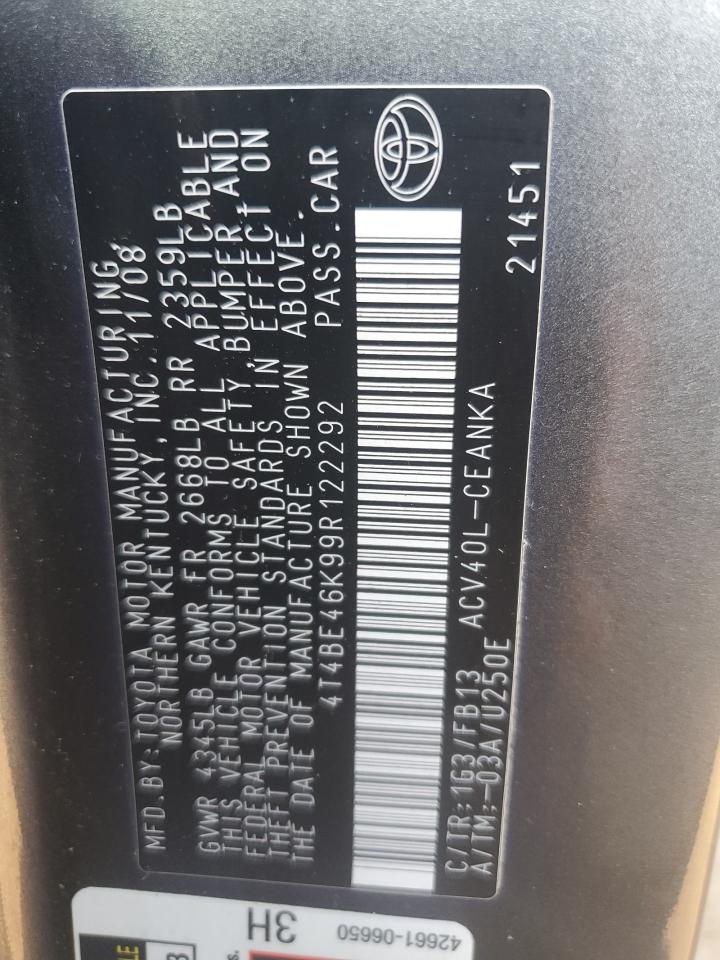 MFD.BY:TOYOTA MOTOR MANUFACTURING,
NORTHERN KENTUCKY,INC. 11/08
GVWR 4345LB GAWR FR 2668LB RR 2359LB
THIS VEHICLE CONFORMS TO ALL APPLICABLE
FEDERAL MOTOR VEHICLE SAFETY,BUMPER,AND
THEFT PREVENTION STANDARDS IN EFFECT ON
THE DATE OF MANUFACTURE SHOWN ABOVE.
4T4BE46K99R122292 PASS.CAR
C/TR:1G3/FB13 ACV40L-CEANKA
A/TM:-03A/U250E 21451
3H
42661-06650